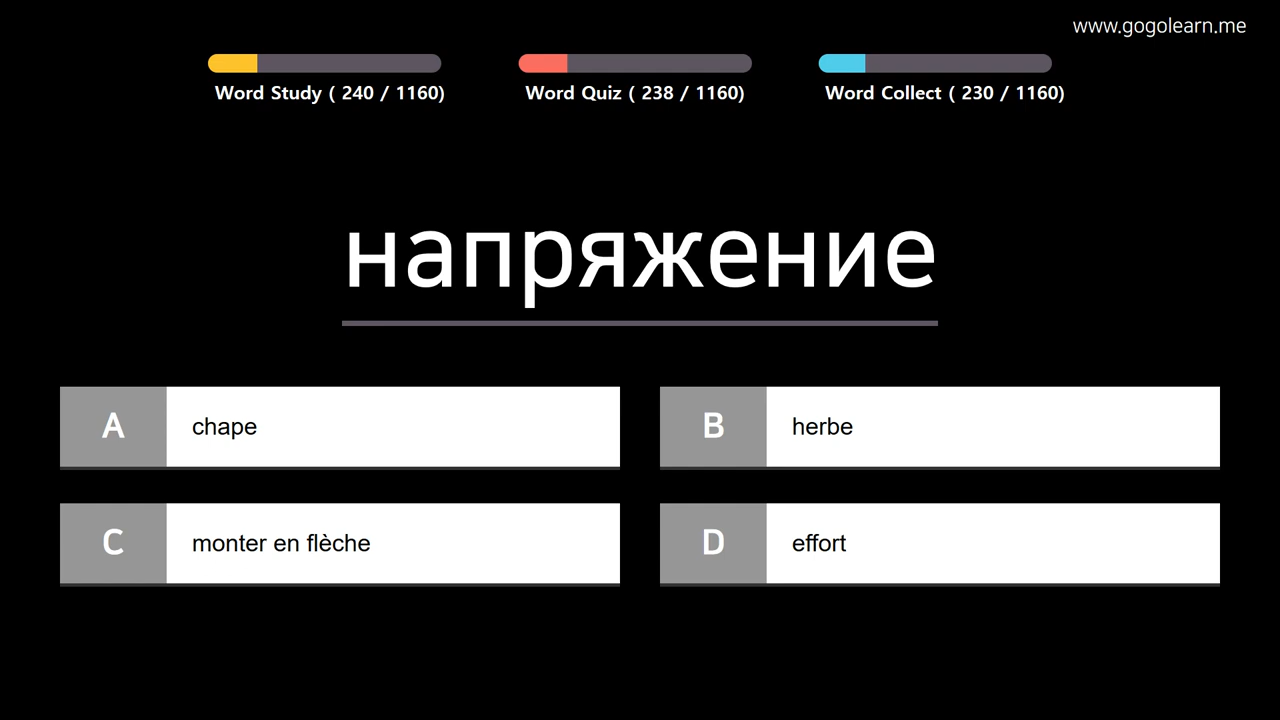 www.gogolearn.me
Word Study ( 240 / 1160)
Word Quiz ( 238 / 1160)
Word Collect ( 230 / 1160)
напряжение
A chape
B herbe
C monter en flèche
D effort